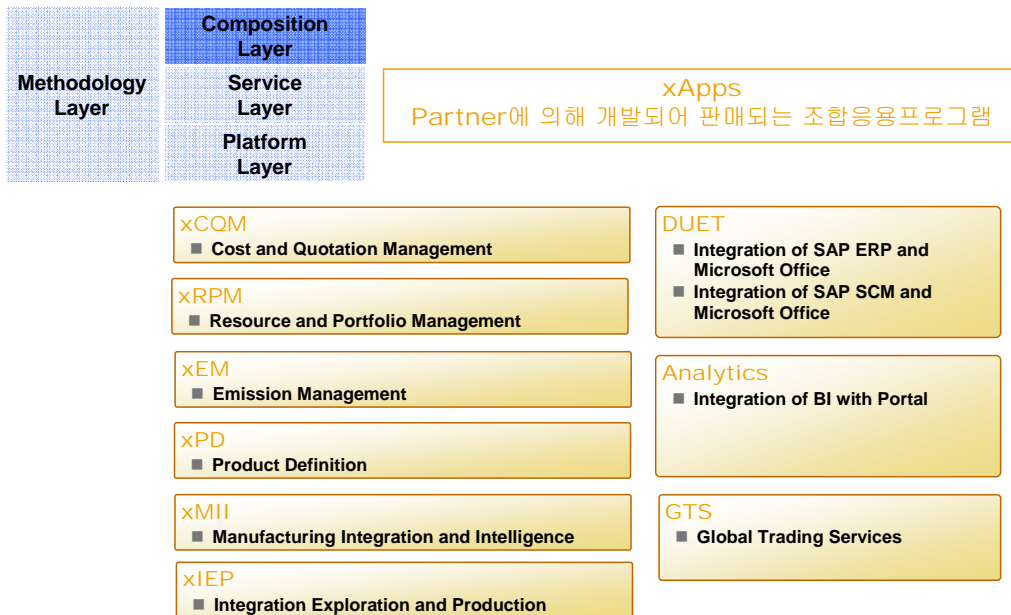 Methodology
Layer
Composition
Layer
Service
Layer
Platform
Layer
xApps
Partner에 의해 개발되어 판매되는 조합응용프로그램
xCQM
■ Cost and Quotation Management
xRPM
■ Resource and Portfolio Management
xEM
■ Emission Management
xPD
■ Product Definition
xMII
■ Manufacturing Integration and Intelligence
xIEP
■ Integration Exploration and Production
DUET
■ Integration of SAP ERP and
Microsoft Office
■ Integration of SAP SCM and
Microsoft Office
Analytics
■ Integration of BI with Portal
GTS
■ Global Trading Services